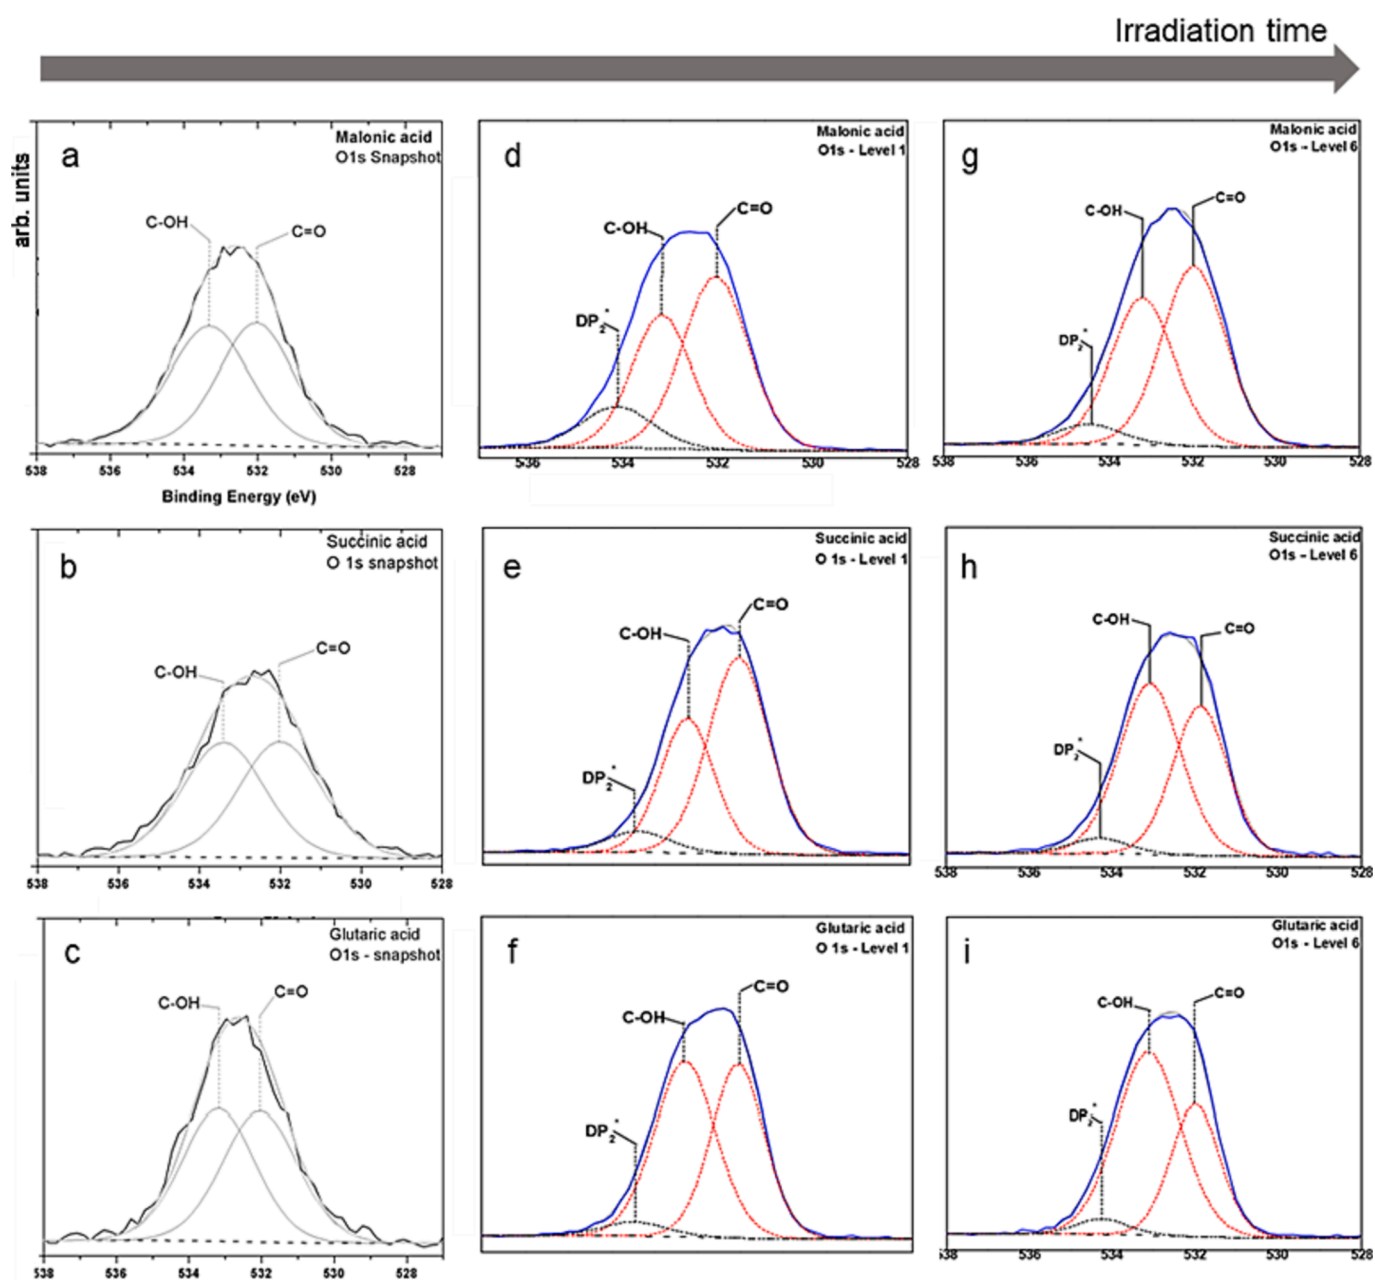 Irradiation time
a
Malonic acid
O1s Snapshot
arb. units
C-OH
C=O
538 536 534 532 530 528
Binding Energy (eV)
d
Malonic acid
O1s - Level 1
C=O
C-OH
DP2*
536 534 532 530 528
g
Malonic acid
O1s - Level 6
C=O
C-OH
DP2*
538 536 534 532 530 528
b
Succinic acid
O 1s snapshot
C=O
C-OH
538 536 534 532 530 528
e
Succinic acid
O 1s - Level 1
C=O
C-OH
DP2*
h
Succinic acid
O1s - Level 6
C-OH
C=O
DP2*
538 536 534 532 530 528
c
Glutaric acid
O1s - snapshot
C=O
C-OH
538 536 534 532 530 528
f
Glutaric acid
O 1s - Level 1
C=O
C-OH
DP2*
i
Glutaric acid
O1s - Level 6
C=O
C-OH
DP2*
538 536 534 532 530 528